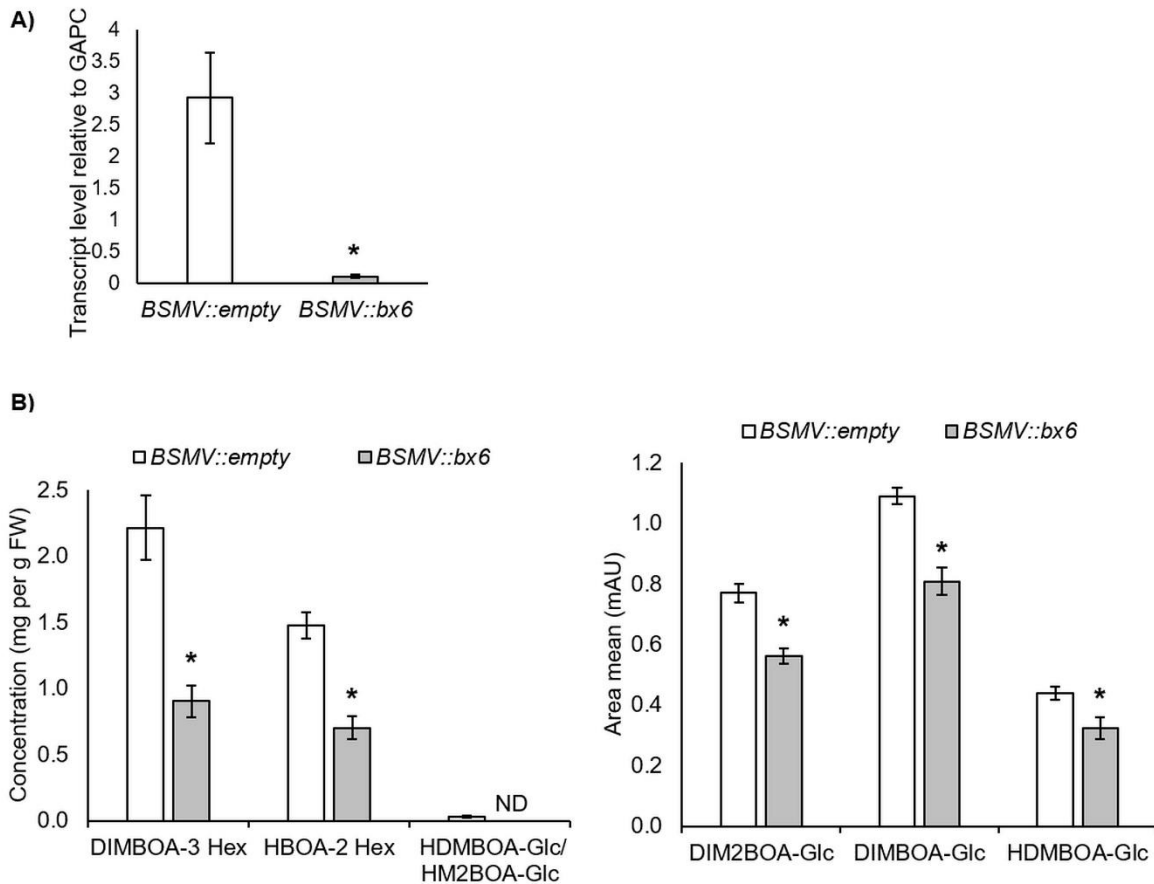 A)
Transcript level relative to GAPC
4
3.5
3
2.5
2
1.5
1
0.5
0
*
BSMV::empty BSMV::bx6
B)
BSMV::empty BSMV::bx6
Concentration (mg per g FW)
2.5
2.0
1.5
1.0
0.5
0.0
*
*
ND
DIMBOA-3 Hex HBOA-2 Hex HDMBOA-Glc/
HM2BOA-Glc
BSMV::empty BSMV::bx6
Area mean (mAU)
1.2
1.0
0.8
0.6
0.4
0.2
0.0
*
*
*
DIM2BOA-Glc DIMBOA-Glc HDMBOA-Glc